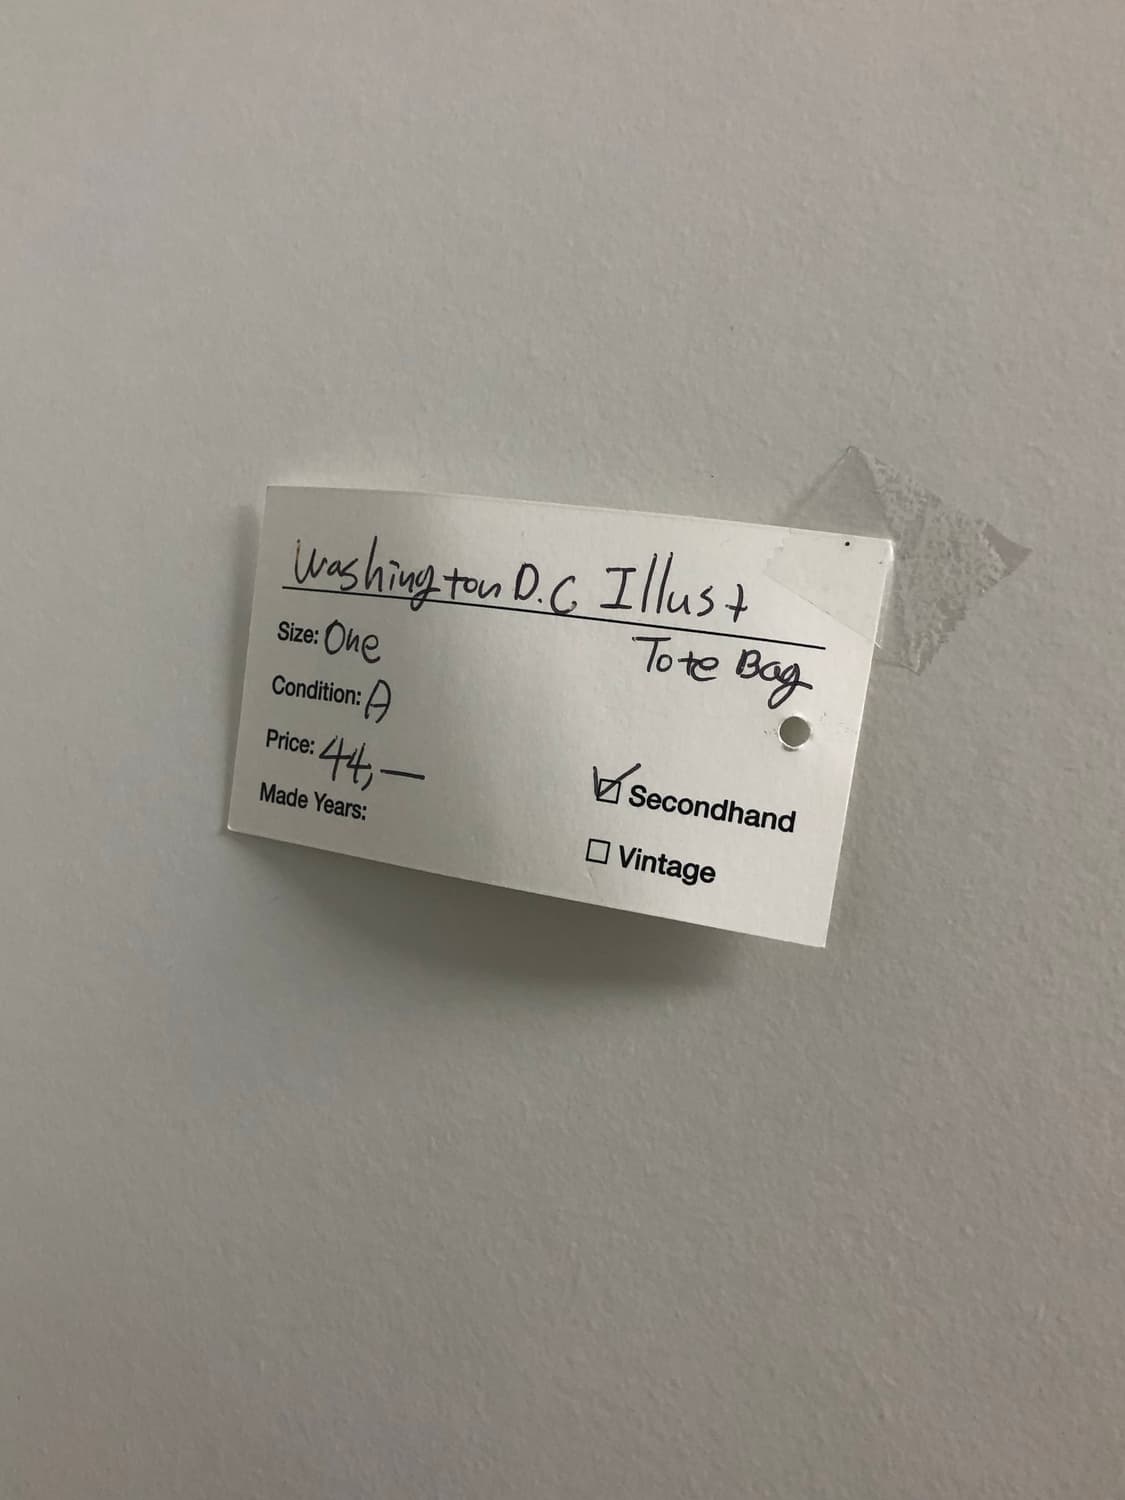 Washington D.C Illust
Tote Bag
Size: One
Condition: A
Price: 44,—
Made Years:
☑ Secondhand
☐ Vintage